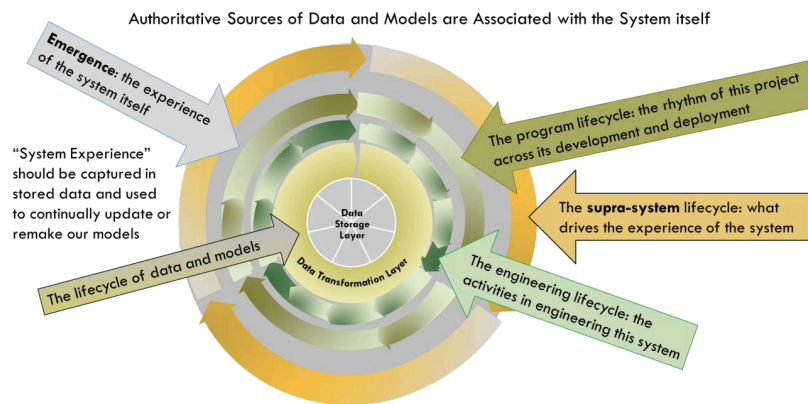 Authoritative Sources of Data and Models are Associated with the System itself
Emergence: the experience
of the system itself
The program lifecycle: the rhythm of this project
across its development and deployment
“System Experience”
should be captured in
stored data and used
to continually update or
remake our models
The supra-system lifecycle: what
drives the experience of the system
Data
Storage
Layer
Data Transformation Layer
The lifecycle of data and models
The engineering lifecycle: the
activities in engineering this system